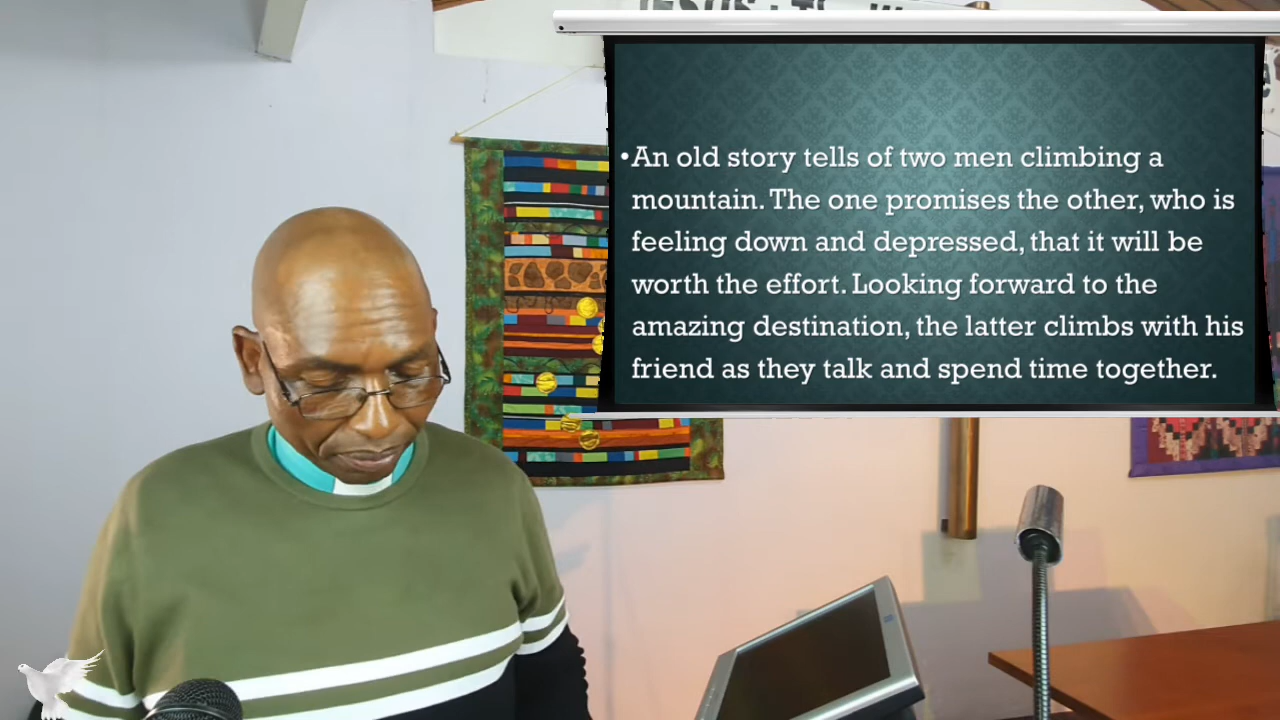 JESUS : The W
•An old story tells of two men climbing a
mountain. The one promises the other, who is
feeling down and depressed, that it will be
worth the effort. Looking forward to the
amazing destination, the latter climbs with his
friend as they talk and spend time together.